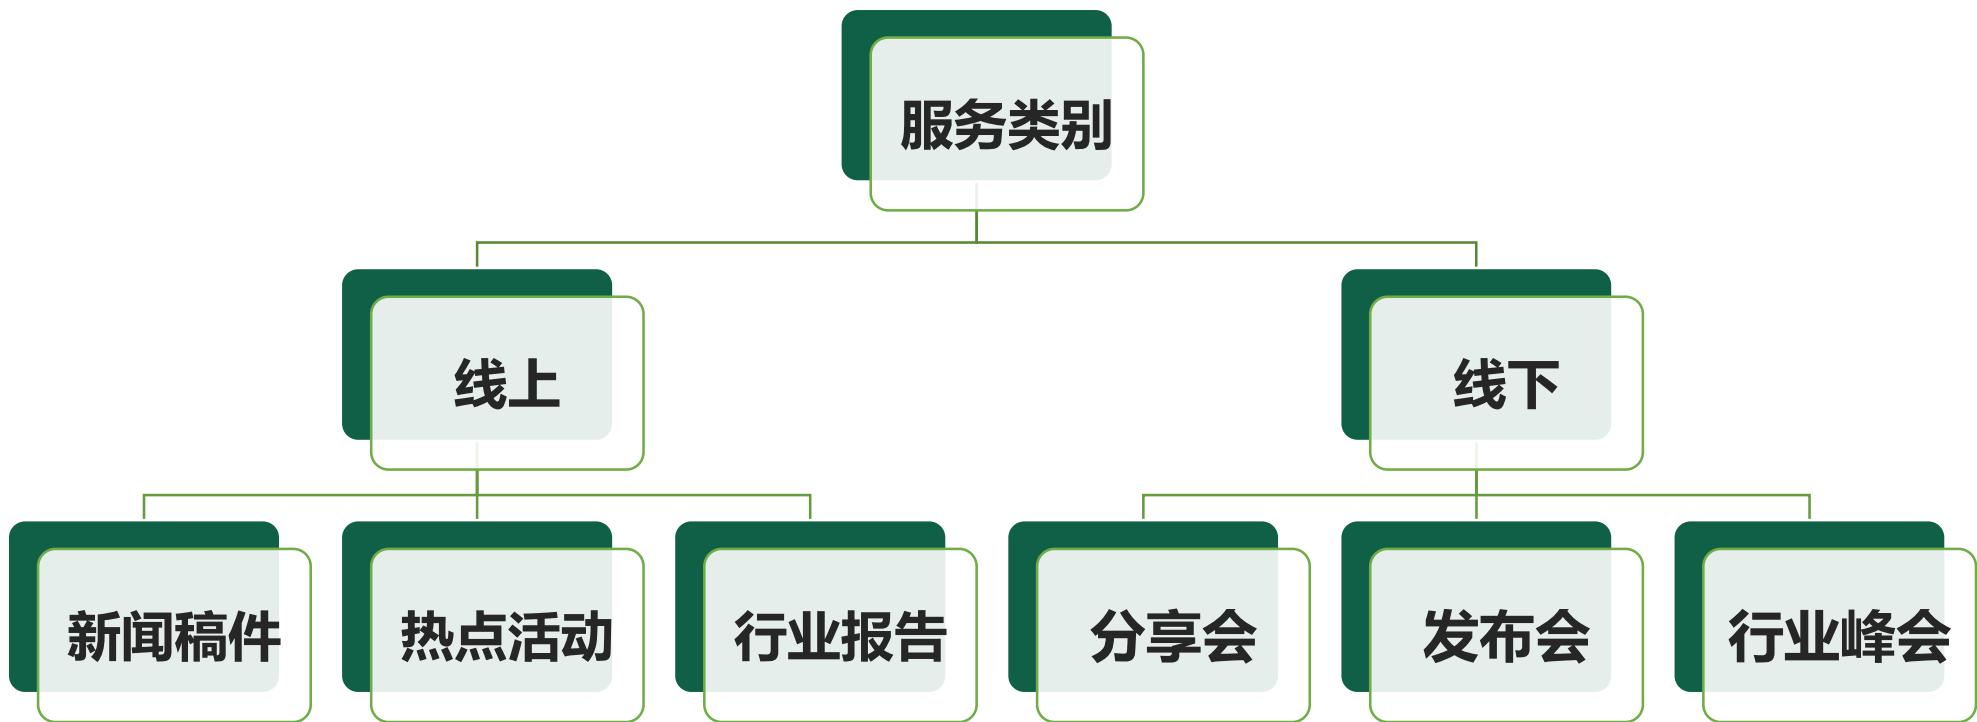 服务类别
线上
线下
新闻稿件
热点活动
行业报告
分享会
发布会
行业峰会